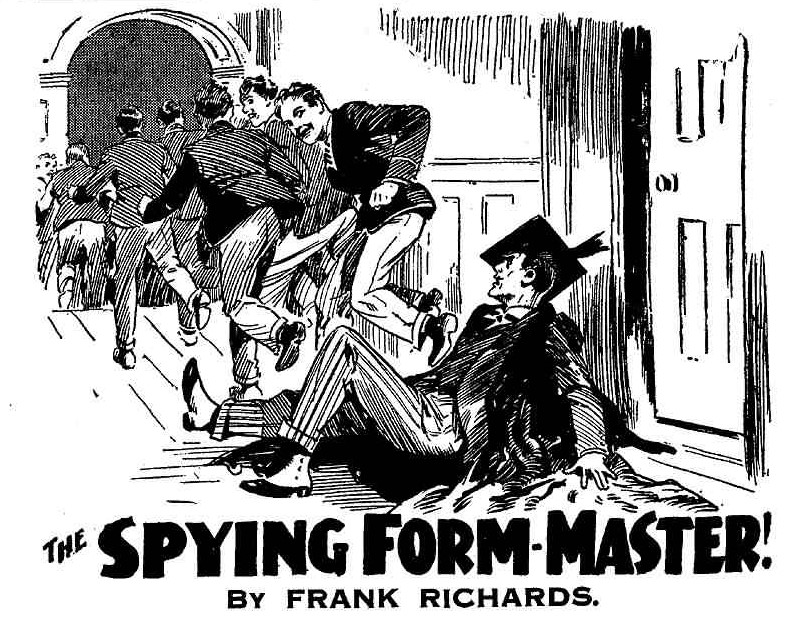 THE SPYING FORM-MASTER!
BY FRANK RICHARDS.